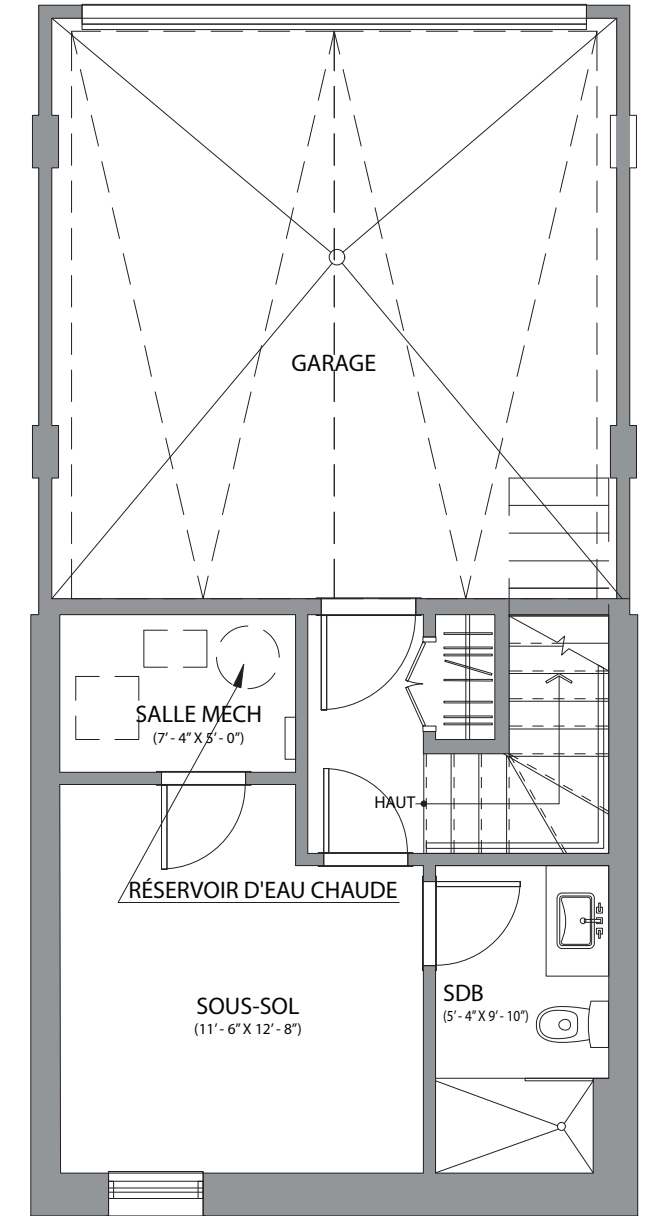 GARAGE
SALLE MECH
(7' - 4" X 5' - 0")
HAUT
RÉSERVOIR D'EAU CHAUDE
SOUS-SOL
(11' - 6" X 12' - 8")
SDB
(5' - 4" X 9' - 10")